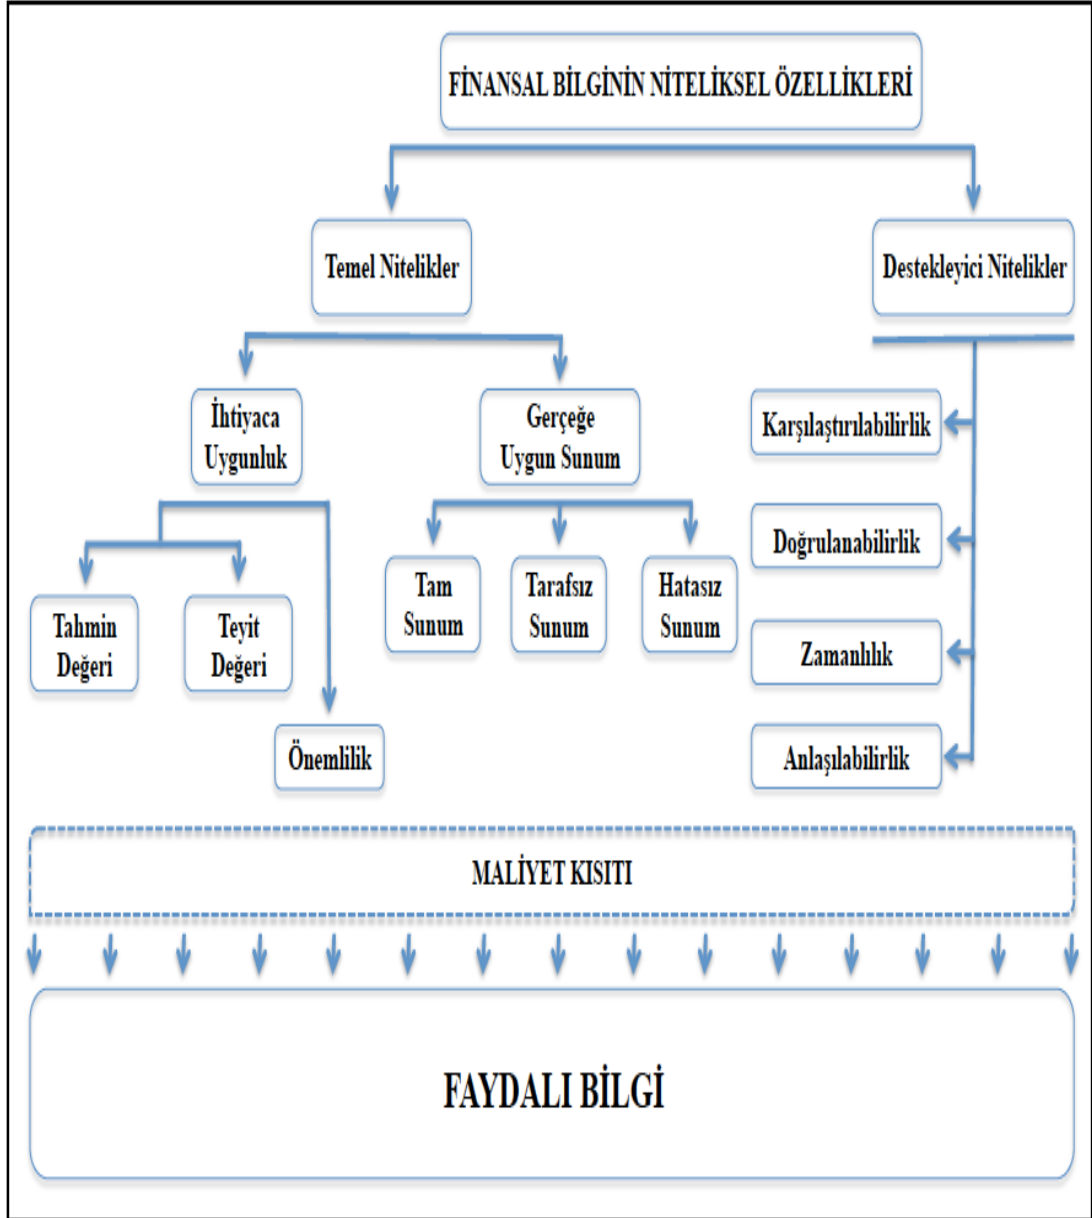 FİNANSAL BİLGİNİN NİTELİKSEL ÖZELLİKLERİ
Temel Nitelikler
Destekleyici Nitelikler
İhtiyaca
Uygunluk
Gerçeğe
Uygun Sunum
Tahmin
Değeri
Teyit
Değeri
Önemlilik
Tam
Sunum
Tarafsız
Sunum
Hatasız
Sunum
Karşılaştırılabilirlik
Doğrulanabilirlik
Zamanlılık
Anlaşılabilirlik
MALİYET KISITI
FAYDALI BİLGİ